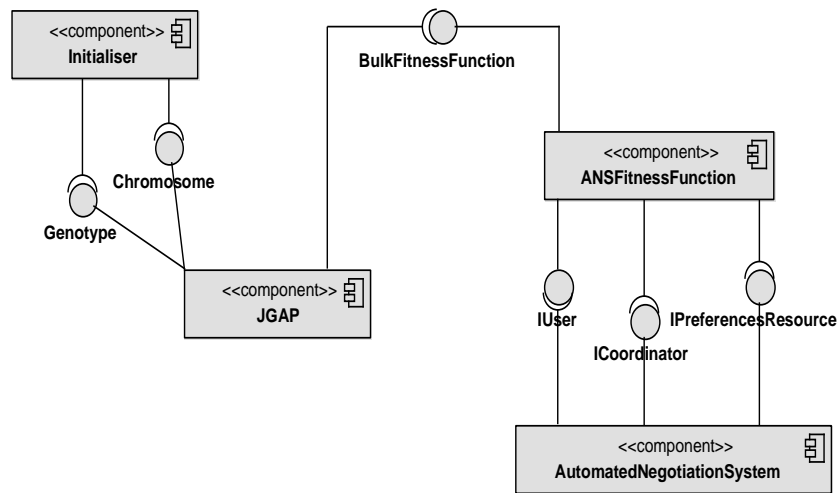 <<component>>
Initialiser
BulkFitnessFunction
<<component>>
ANSFitnessFunction
Chromosome
Genotype
<<component>>
JGAP
IUser
IPreferencesResource
ICoordinator
<<component>>
AutomatedNegotiationSystem